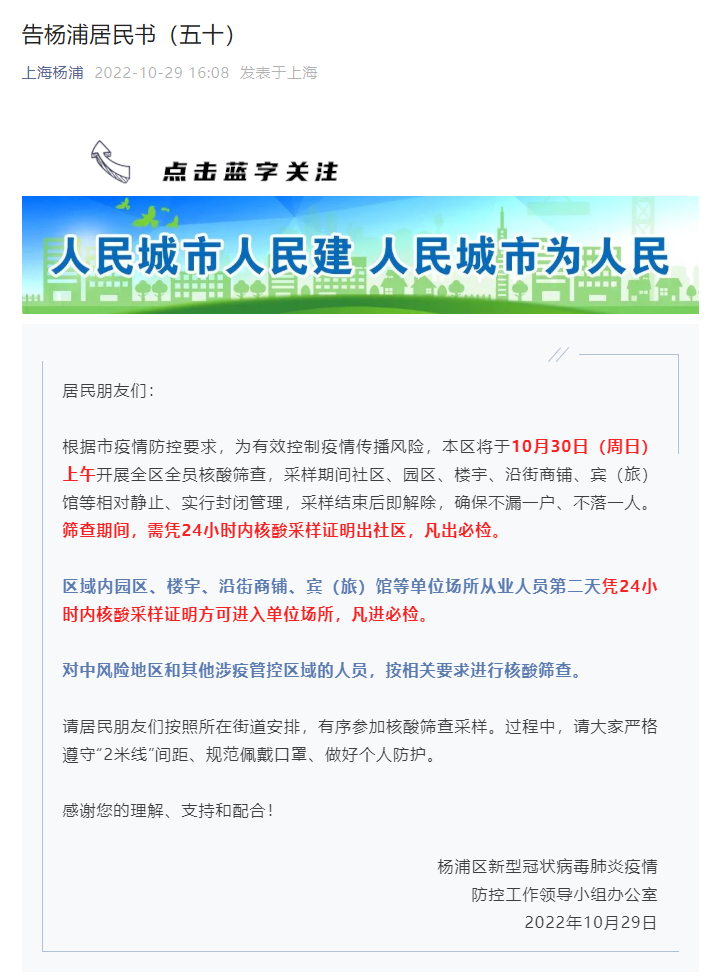 告杨浦居民书（五十）
上海杨浦 2022-10-29 16:08 发表于上海
点击蓝字关注
人民城市人民建 人民城市为人民
居民朋友们：
根据市疫情防控要求，为有效控制疫情传播风险，本区将于10月30日（周日）
上午开展全区全员核酸筛查，采样期间社区、园区、楼宇、沿街商铺、宾（旅）
馆等相对静止、实行封闭管理，采样结束后即解除，确保不漏一户、不落一人。
筛查期间，需凭24小时内核酸采样证明出社区，凡出必检。
区域内园区、楼宇、沿街商铺、宾（旅）馆等单位场所从业人员第二天凭24小
时内核酸采样证明方可进入单位场所，凡进必检。
对中风险地区和其他涉疫管控区域的人员，按相关要求进行核酸筛查。
请居民朋友们按照所在街道安排，有序参加核酸筛查采样。过程中，请大家严格
遵守“2米线”间距、规范佩戴口罩、做好个人防护。
感谢您的理解、支持和配合！
杨浦区新型冠状病毒肺炎疫情
防控工作领导小组办公室
2022年10月29日